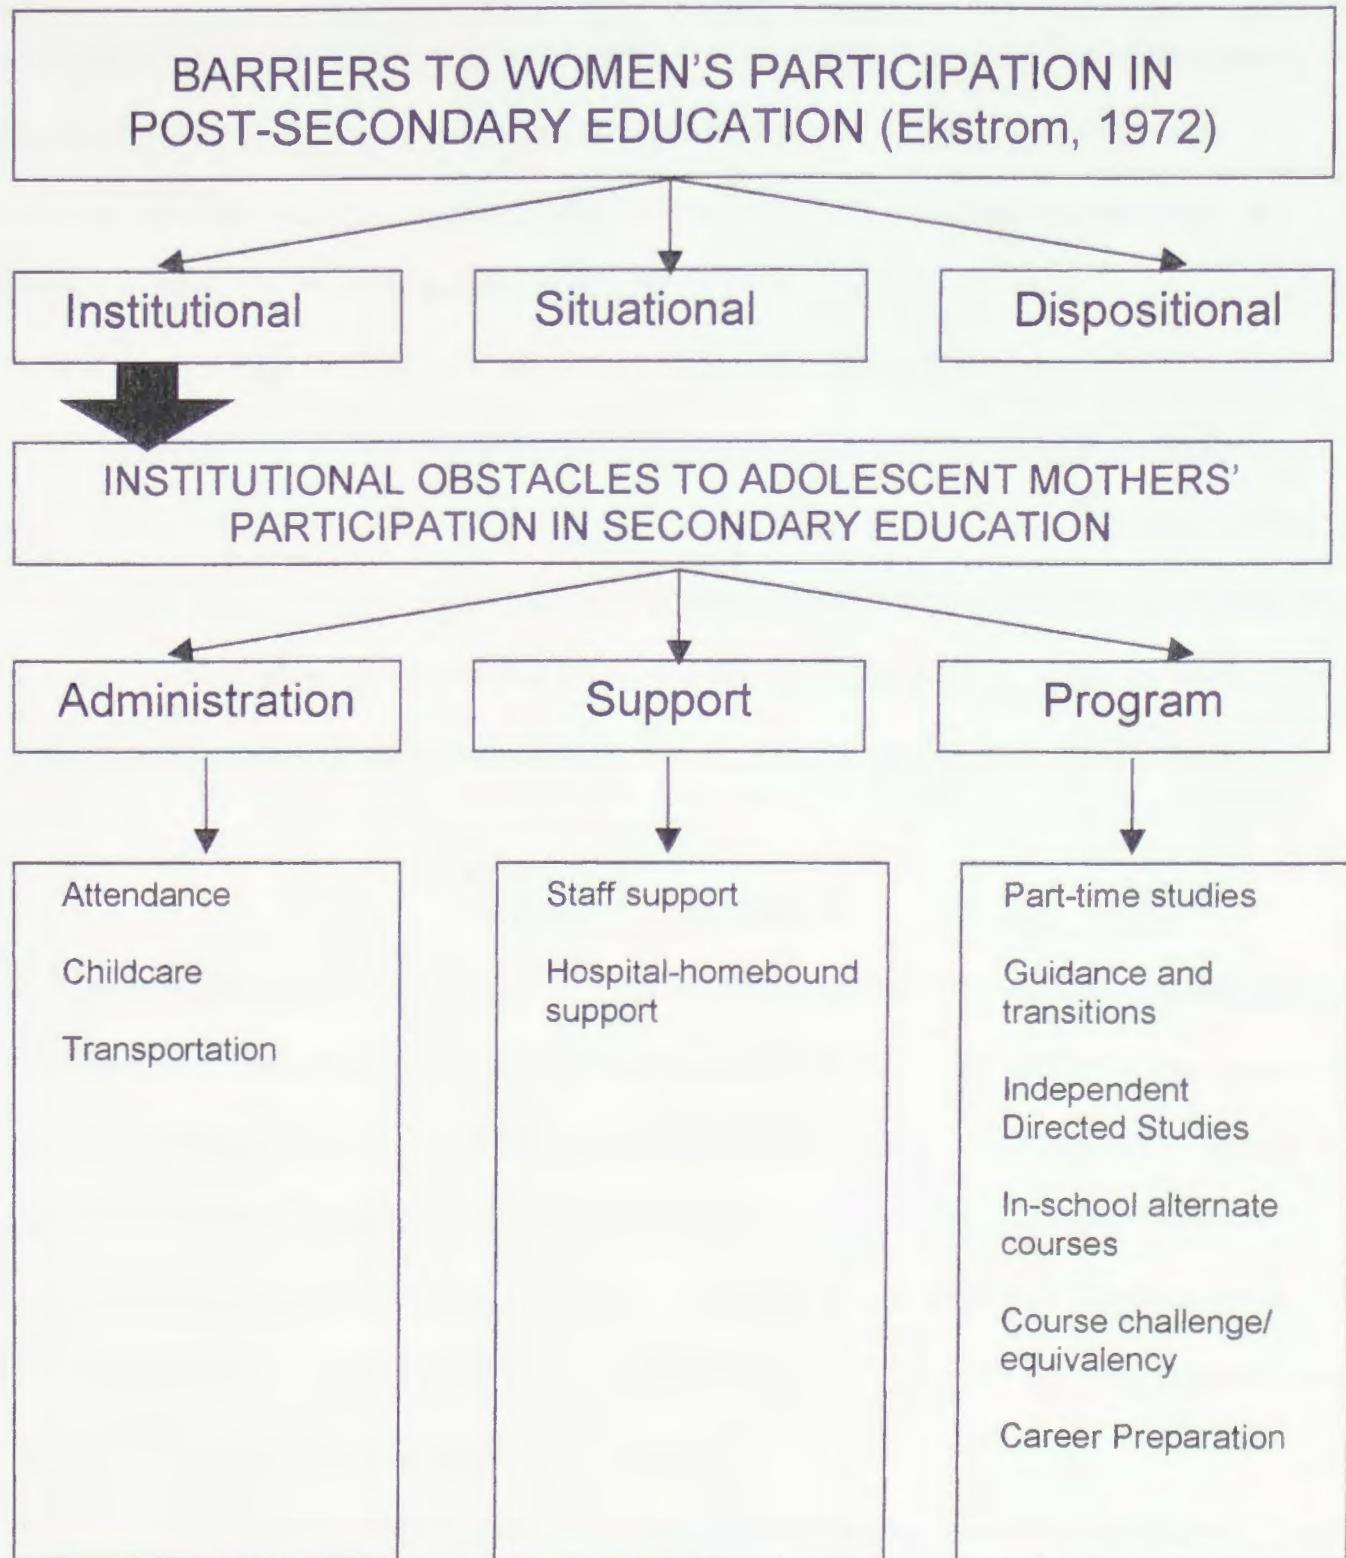 BARRIERS TO WOMEN'S PARTICIPATION IN
POST-SECONDARY EDUCATION (Ekstrom, 1972)
Institutional
Situational
Dispositional
INSTITUTIONAL OBSTACLES TO ADOLESCENT MOTHERS'
PARTICIPATION IN SECONDARY EDUCATION
Administration
Support
Program
Attendance
Childcare
Transportation
Staff support
Hospital-homebound
support
Part-time studies
Guidance and
transitions
Independent
Directed Studies
In-school alternate
courses
Course challenge/
equivalency
Career Preparation